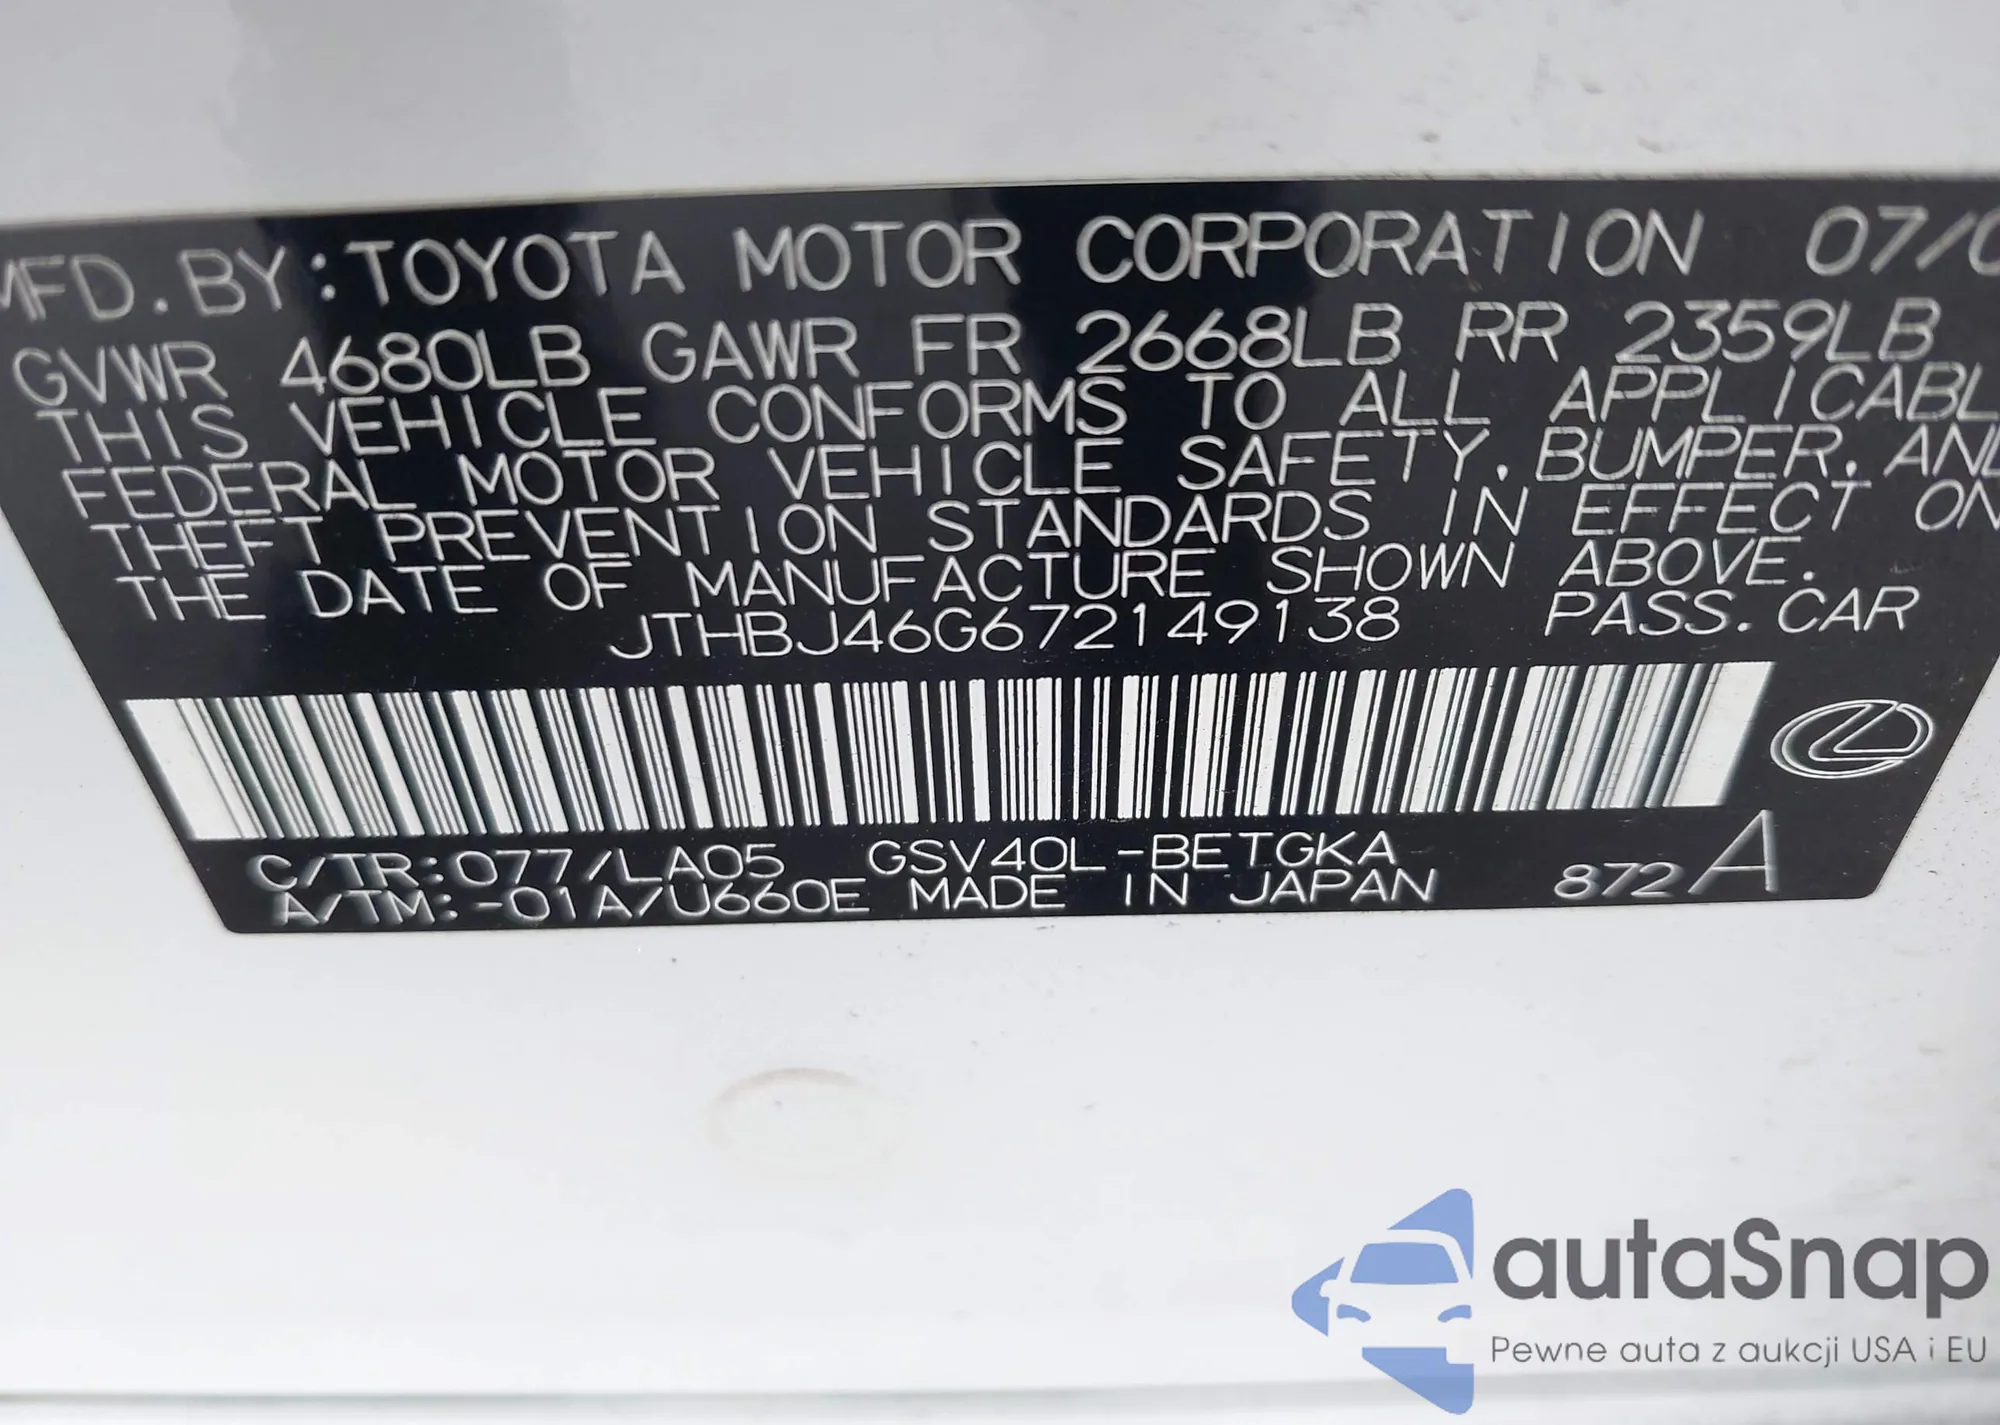 MFD. BY: TOYOTA MOTOR CORPORATION 07/0
GVWR 4680LB GAWR FR 2668LB RR 2359LB
THIS VEHICLE CONFORMS TO ALL APPLICABL
FEDERAL MOTOR VEHICLE SAFETY, BUMPER, AND
THEFT PREVENTION STANDARDS IN EFFECT ON
THE DATE OF MANUFACTURE SHOWN ABOVE.
JTHBJ46G672149138 PASS. CAR
C/TR:077/LA05 GSV40L-BETGKA
A/TM:-01A/U660E MADE IN JAPAN 872A
autaSnap
Pewne auta z aukcji USA i EU